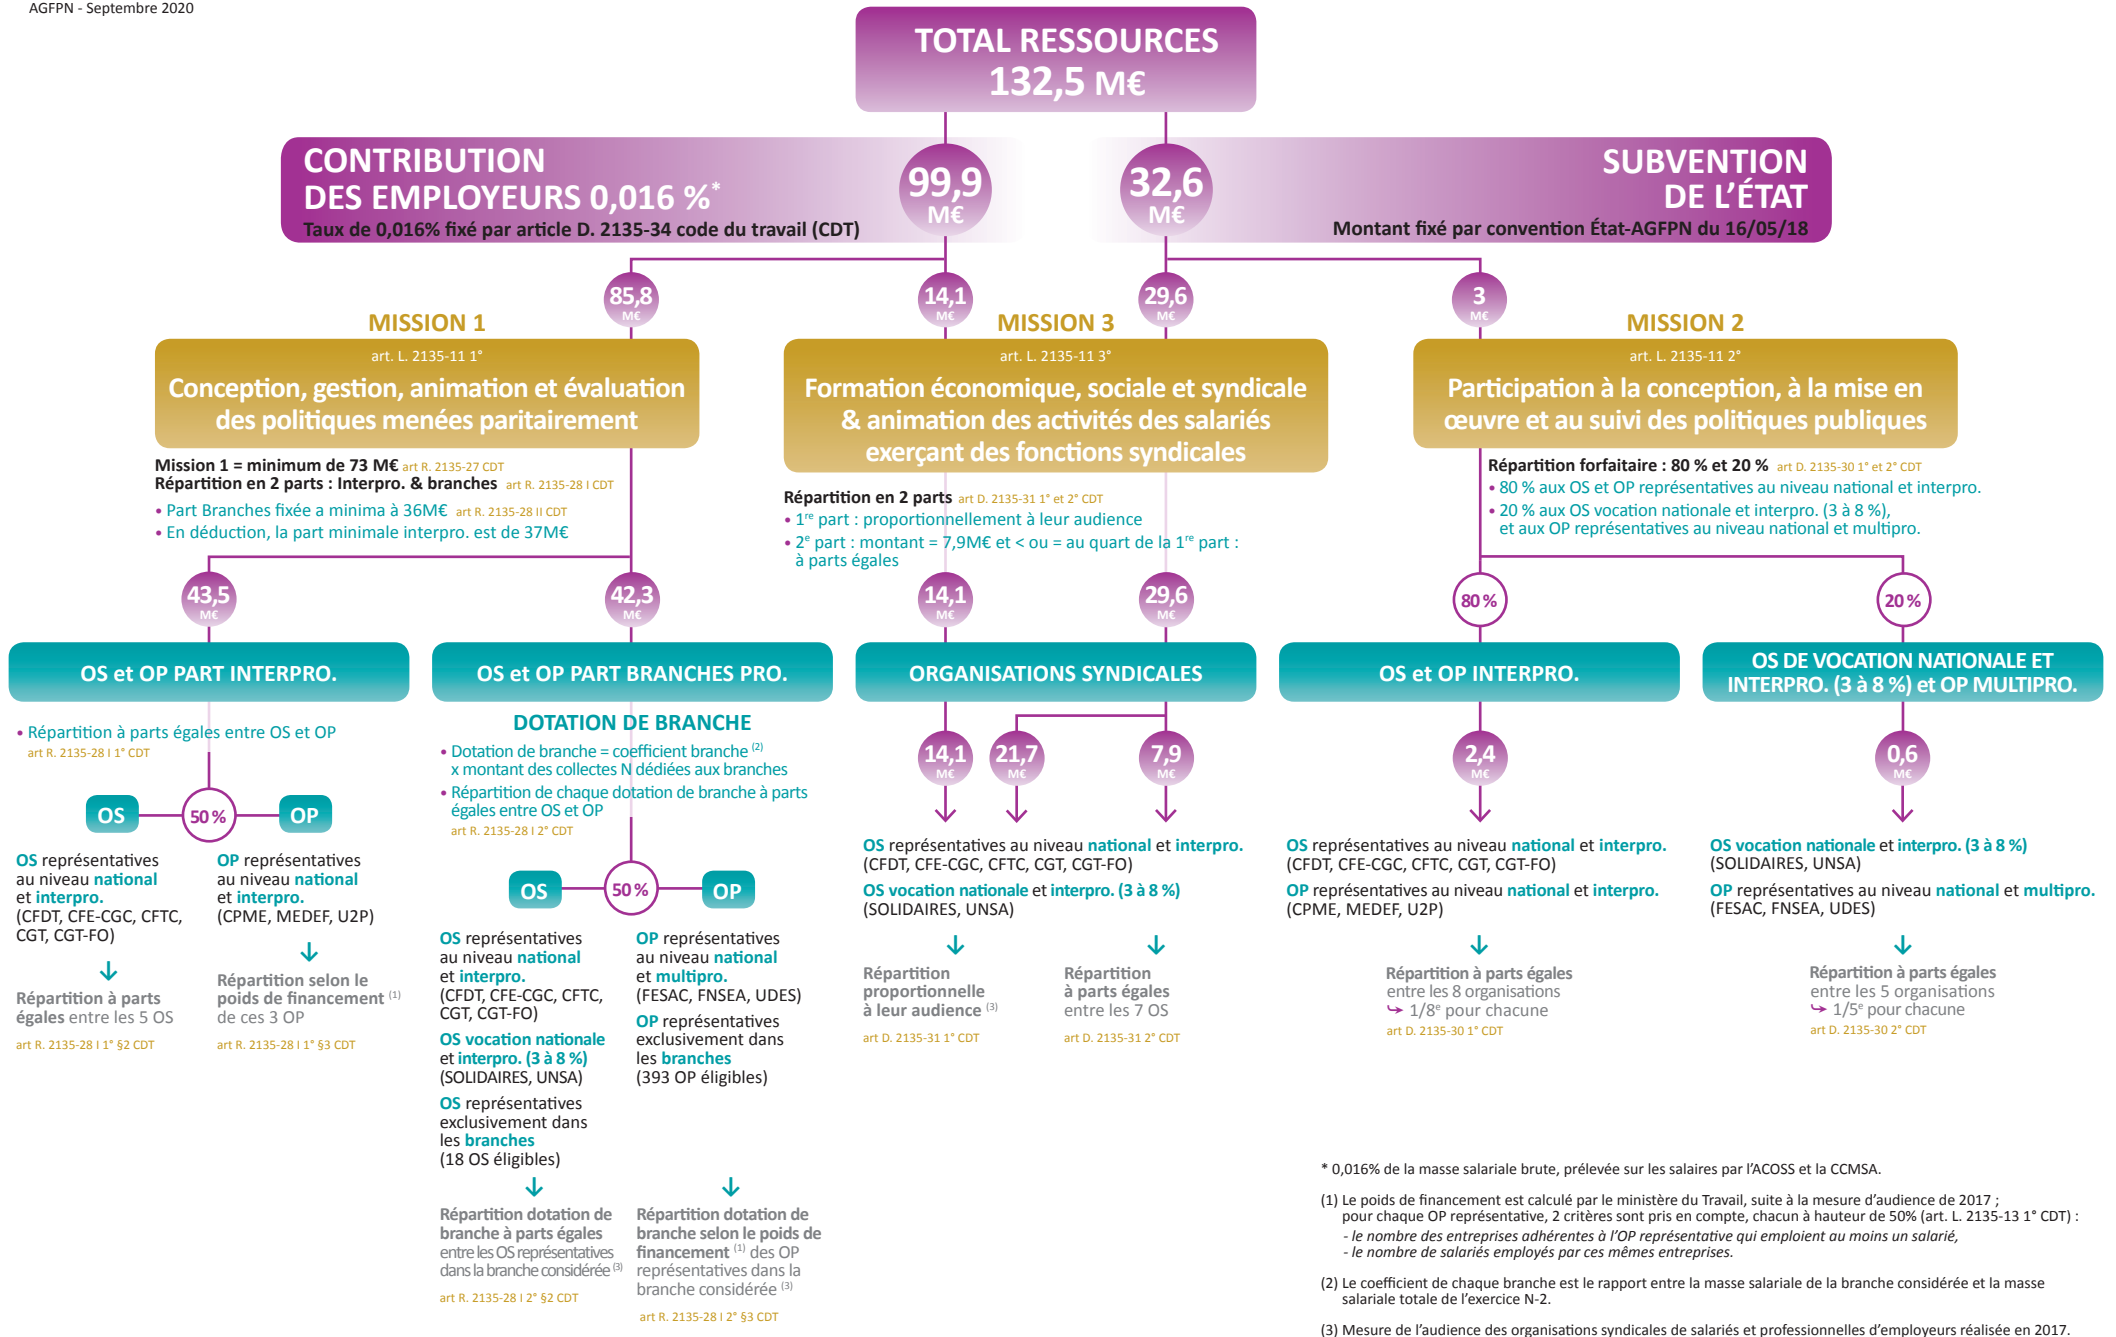 AGFPN - Septembre 2020
TOTAL RESSOURCES
132,5 M€
CONTRIBUTION
DES EMPLOYEURS 0,016 %*
Taux de 0,016% fixé par article D. 2135-34 code du travail (CDT)
99,9
M€
32,6
M€
SUBVENTION
DE L'ÉTAT
Montant fixé par convention État-AGFPN du 16/05/18
85,8
M€
14,1
M€
29,6
M€
3
M€
MISSION 1
art. L. 2135-11 1°
Conception, gestion, animation et évaluation
des politiques menées paritairement
Mission 1 = minimum de 73 M€ art R. 2135-27 CDT
Répartition en 2 parts : Interpro. & branches art R. 2135-28 I CDT
• Part Branches fixée a minima à 36M€ art R. 2135-28 II CDT
• En déduction, la part minimale interpro. est de 37M€
MISSION 3
art. L. 2135-11 3°
Formation économique, sociale et syndicale
& animation des activités des salariés
exerçant des fonctions syndicales
Répartition en 2 parts art D. 2135-31 1° et 2° CDT
• 1re part : proportionnellement à leur audience
• 2e part : montant = 7,9M€ et < ou = au quart de la 1re part :
à parts égales
MISSION 2
art. L. 2135-11 2°
Participation à la conception, à la mise en
œuvre et au suivi des politiques publiques
Répartition forfaitaire : 80 % et 20 % art D. 2135-30 1° et 2° CDT
• 80 % aux OS et OP représentatives au niveau national et interpro.
• 20 % aux OS vocation nationale et interpro. (3 à 8 %),
et aux OP représentatives au niveau national et multipro.
43,5
M€
42,3
M€
14,1
M€
29,6
M€
80 %
20 %
OS et OP PART INTERPRO.
• Répartition à parts égales entre OS et OP
art R. 2135-28 I 1° CDT
OS
50 %
OP
OS représentatives
au niveau national
et interpro.
(CFDT, CFE-CGC, CFTC,
CGT, CGT-FO)
Répartition à parts
égales entre les 5 OS
art R. 2135-28 I 1° §2 CDT
OP représentatives
au niveau national
et interpro.
(CPME, MEDEF, U2P)
Répartition selon le
poids de financement (1)
de ces 3 OP
art R. 2135-28 I 1° §3 CDT
OS et OP PART BRANCHES PRO.
DOTATION DE BRANCHE
• Dotation de branche = coefficient branche (2)
x montant des collectes N dédiées aux branches
• Répartition de chaque dotation de branche à parts
égales entre OS et OP
art R. 2135-28 I 2° CDT
OS
50 %
OP
OS représentatives
au niveau national
et interpro.
(CFDT, CFE-CGC, CFTC,
CGT, CGT-FO)
OS vocation nationale
et interpro. (3 à 8 %)
(SOLIDAIRES, UNSA)
OS représentatives
exclusivement dans
les branches
(18 OS éligibles)
Répartition dotation de
branche à parts égales
entre les OS représentatives
dans la branche considérée (3)
art R. 2135-28 I 2° §2 CDT
OP représentatives
au niveau national
et multipro.
(FESAC, FNSEA, UDES)
OP représentatives
exclusivement dans
les branches
(393 OP éligibles)
Répartition dotation de
branche selon le poids de
financement (1) des OP
représentatives dans la
branche considérée (3)
art R. 2135-28 I 2° §3 CDT
ORGANISATIONS SYNDICALES
14,1
M€
21,7
M€
7,9
M€
OS représentatives au niveau national et interpro.
(CFDT, CFE-CGC, CFTC, CGT, CGT-FO)
OS vocation nationale et interpro. (3 à 8 %)
(SOLIDAIRES, UNSA)
Répartition
proportionnelle
à leur audience (3)
art D. 2135-31 1° CDT
Répartition
à parts égales
entre les 7 OS
art D. 2135-31 2° CDT
OS et OP INTERPRO.
2,4
M€
OS représentatives au niveau national et interpro.
(CFDT, CFE-CGC, CFTC, CGT, CGT-FO)
OP représentatives au niveau national et interpro.
(CPME, MEDEF, U2P)
Répartition à parts égales
entre les 8 organisations
1/8e pour chacune
art D. 2135-30 1° CDT
OS DE VOCATION NATIONALE ET
INTERPRO. (3 à 8 %) et OP MULTIPRO.
0,6
M€
OS vocation nationale et interpro. (3 à 8 %)
(SOLIDAIRES, UNSA)
OP représentatives au niveau national et multipro.
(FESAC, FNSEA, UDES)
Répartition à parts égales
entre les 5 organisations
1/5e pour chacune
art D. 2135-30 2° CDT
* 0,016% de la masse salariale brute, prélevée sur les salaires par l'ACOSS et la CCMSA.
(1) Le poids de financement est calculé par le ministère du Travail, suite à la mesure d'audience de 2017 ;
pour chaque OP représentative, 2 critères sont pris en compte, chacun à hauteur de 50% (art. L. 2135-13 1° CDT) :
- le nombre des entreprises adhérentes à l'OP représentative qui emploient au moins un salarié,
- le nombre de salariés employés par ces mêmes entreprises.
(2) Le coefficient de chaque branche est le rapport entre la masse salariale de la branche considérée et la masse
salariale totale de l'exercice N-2.
(3) Mesure de l'audience des organisations syndicales de salariés et professionnelles d'employeurs réalisée en 2017.